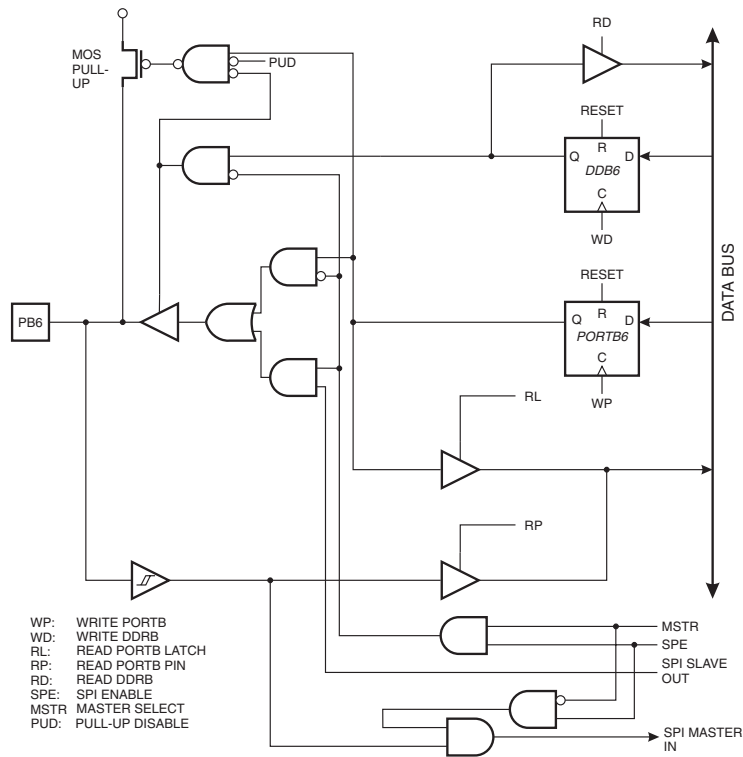 RD
MOS
PULL-
UP
PUD
RESET
R
Q
D
DDB6
C
WD
DATA BUS
RESET
PB6
R
Q
D
PORTB6
C
WP
RL
RP
WP: WRITE PORTB
WD: WRITE DDRB
RL: READ PORTB LATCH
RP: READ PORTB PIN
RD: READ DDRB
SPE: SPI ENABLE
MSTR MASTER SELECT
PUD: PULL-UP DISABLE
MSTR
SPE
SPI SLAVE
OUT
SPI MASTER
IN